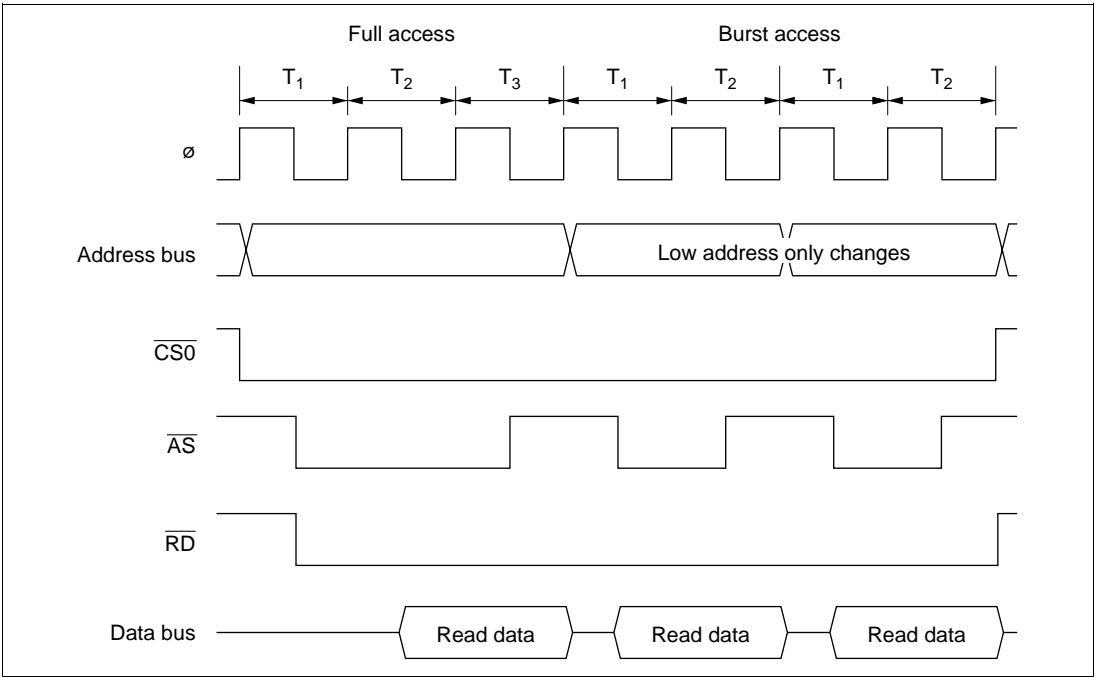 Full access Burst access
T1 T2 T3 T1 T2 T1 T2
ø
Address bus Low address only changes
CS0
AS
RD
Data bus Read data Read data Read data